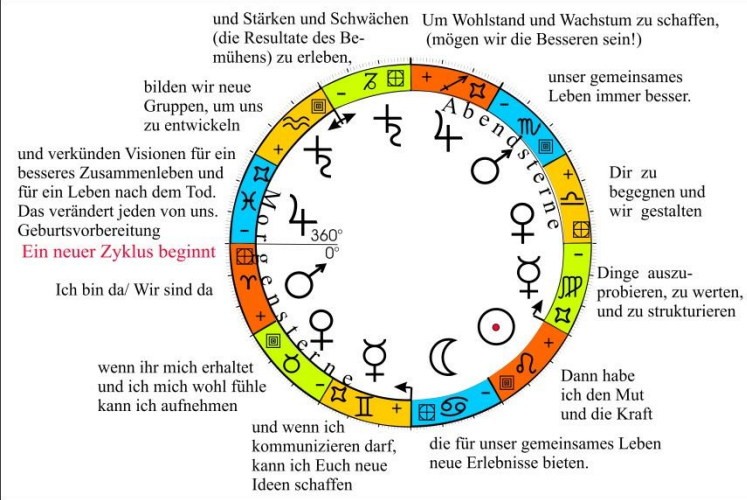 und Stärken und Schwächen
(die Resultate des Be-
mühens) zu erleben,
Um Wohlstand und Wachstum zu schaffen,
(mögen wir die Besseren sein!)
unser gemeinsames
Leben immer besser.
Dir zu
begegnen und
wir gestalten
Dinge auszu-
probieren, zu werten,
und zu strukturieren
Dann habe
ich den Mut
und die Kraft
die für unser gemeinsames Leben
neue Erlebnisse bieten.
und wenn ich
kommunizieren darf,
kann ich Euch neue
Ideen schaffen
wenn ihr mich erhaltet
und ich mich wohl fühle
kann ich aufnehmen
Ich bin da/ Wir sind da
Ein neuer Zyklus beginnt
und verkünden Visionen für ein
besseres Zusammenleben und
für ein Leben nach dem Tod.
Das verändert jeden von uns.
Geburtsvorbereitung
bilden wir neue
Gruppen, um uns
zu entwickeln
Abendsterne
Morgensterne
360°
0°